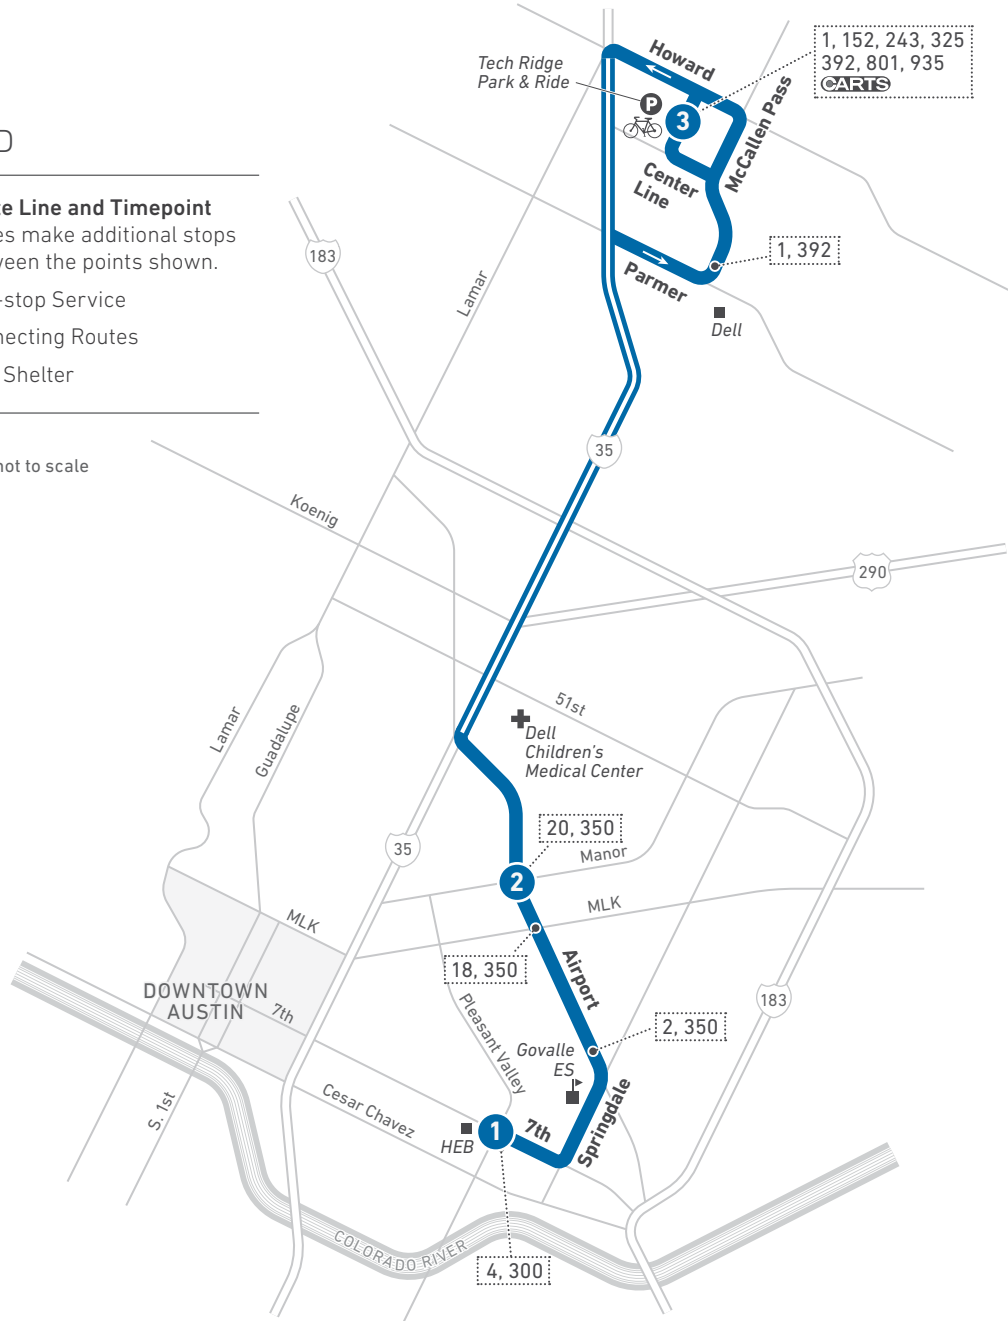 Howard
1, 152, 243, 325
392, 801, 935
CARTS
Tech Ridge
Park & Ride
P
3
McCallen Pass
Center
Line
1, 392
Parmer
Dell
Line and Timepoint
make additional stops
the points shown.
Service
Routes
Shelter
not to scale
183
Lamar
35
Koenig
290
51st
Dell
Children's
Medical Center
Lamar
Guadalupe
20, 350
Manor
35
2
MLK
MLK
18, 350
Airport
DOWNTOWN
AUSTIN
7th
Pleasant Valley
183
2, 350
Govalle
ES
Springdale
S. 1st
Cesar Chavez
HEB
1
7th
COLORADO RIVER
4, 300